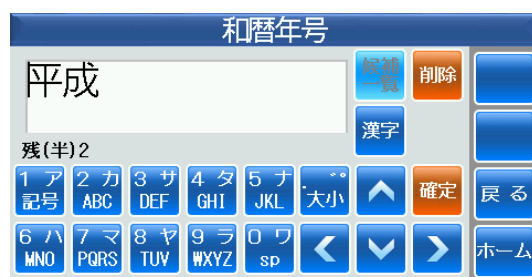 和暦年号
平成
候補
一覧
削除
漢字
残(半)2
1 ア 記号
2 カ ABC
3 サ DEF
4 タ GHI
5 ナ JKL
゛゜大小
確定
戻 る
6 ハ MNO
7 マ PQRS
8 ヤ TUV
9 ラ WXYZ
0 ワ sp
ホーム